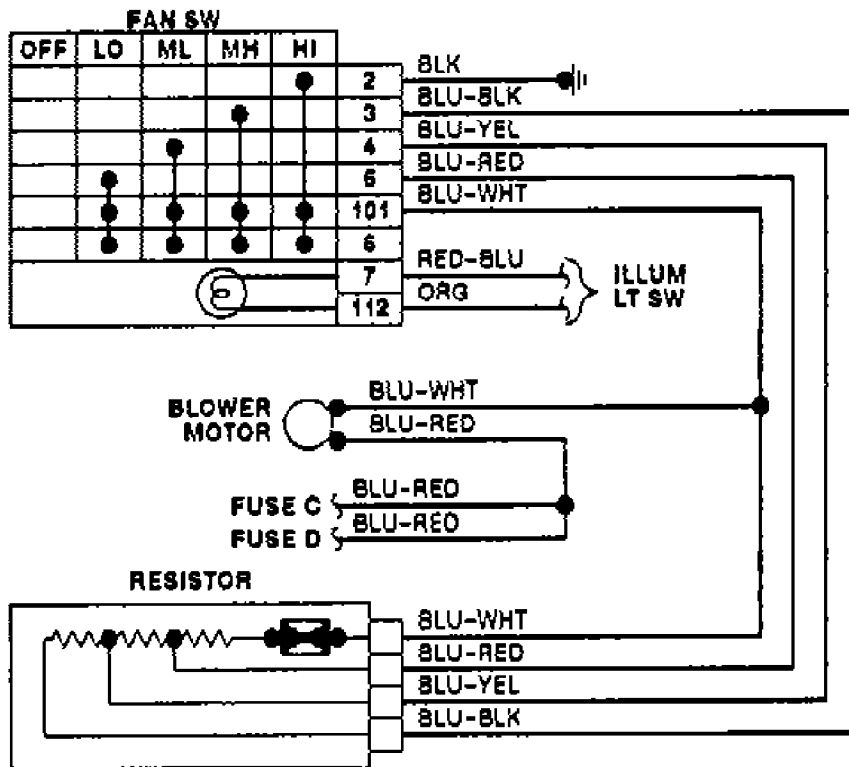 FAN SW
OFF LO ML MH HI
2 BLK
3 BLU-BLK
4 BLU-YEL
5 BLU-RED
101 BLU-WHT
6
7 RED-BLU
112 ORG
ILLUM
LT SW
BLOWER
MOTOR
BLU-WHT
BLU-RED
FUSE C BLU-RED
FUSE D BLU-RED
RESISTOR
BLU-WHT
BLU-RED
BLU-YEL
BLU-BLK